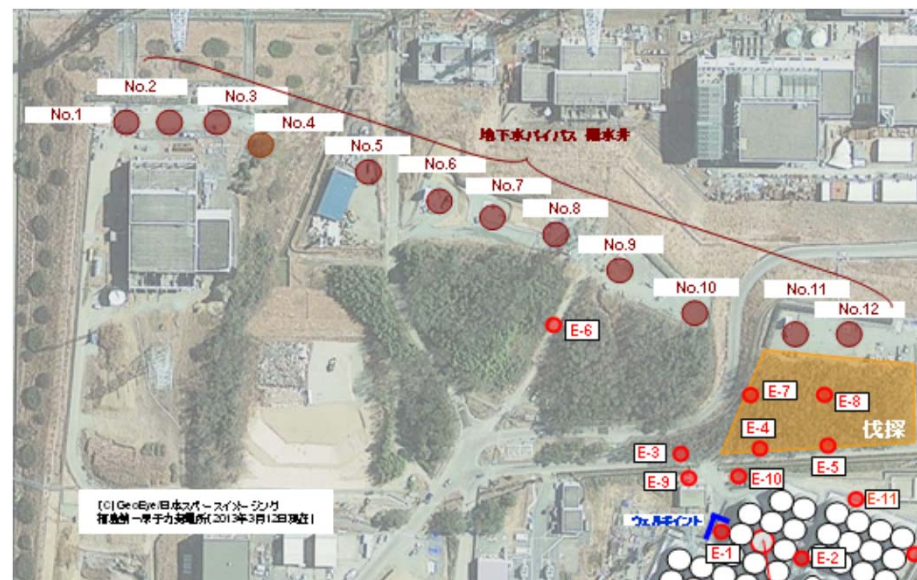 No.2
No.3
No.1
No.4
地下水バイパス 揚水井
No.5
No.6
No.7
No.8
No.9
No.10
No.11
No.12
E-6
E-7
E-8
伐採
E-4
E-3
E-5
E-9
E-10
E-11
(C)GeoEye/日本スペースイメージング
福島第一原子力発電所(2013年3月12日現在)
ウェルポイント
E-1
E-2